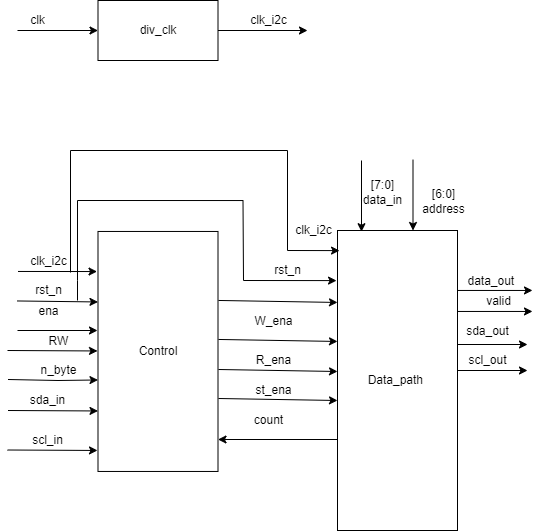 clk
div_clk
clk_i2c
[7:0]
data_in
[6:0]
address
clk_i2c
clk_i2c
rst_n
rst_n
ena
data_out
valid
W_ena
sda_out
RW
Control
R_ena
scl_out
n_byte
Data_path
st_ena
sda_in
count
scl_in